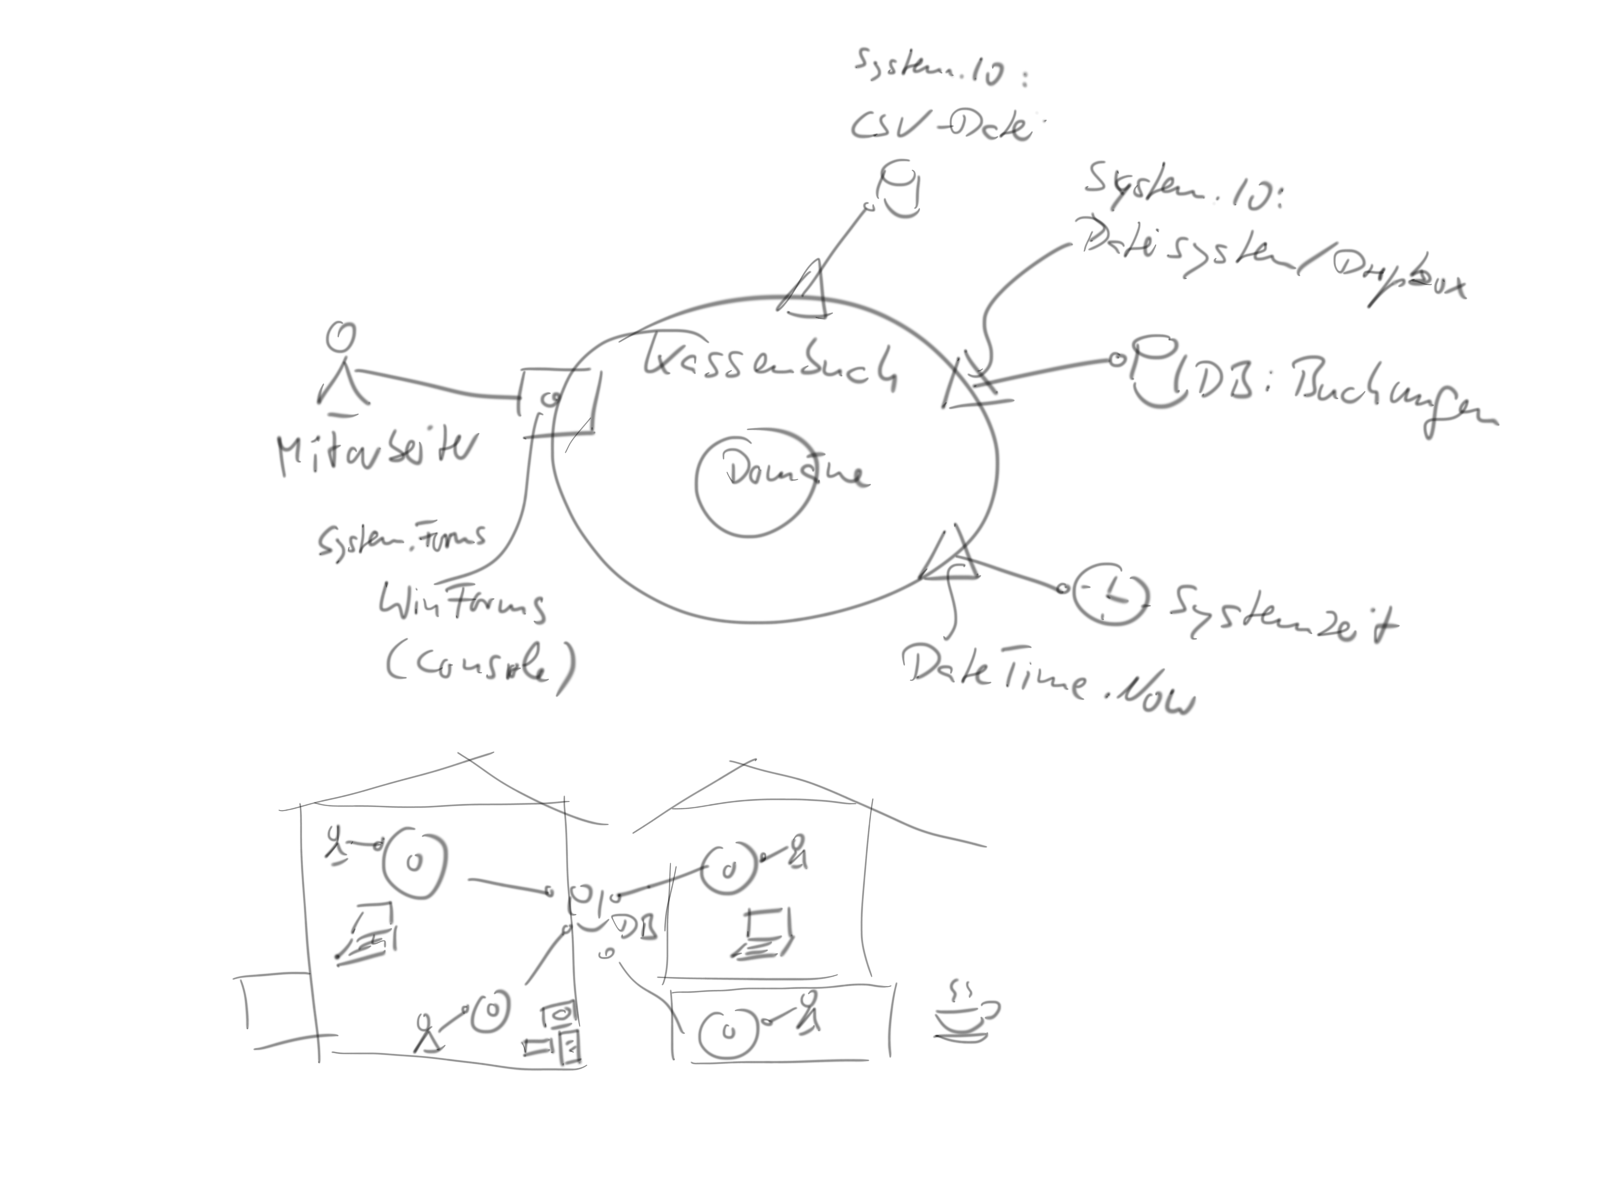 System.IO:
CSV-Datei
System.IO:
Dateisystem/Dropbox
Kassenbuch
DB: Buchungen
Mitarbeiter
Domäne
System.Forms
WinForms
(Console)
Systemzeit
DateTime.Now
DB